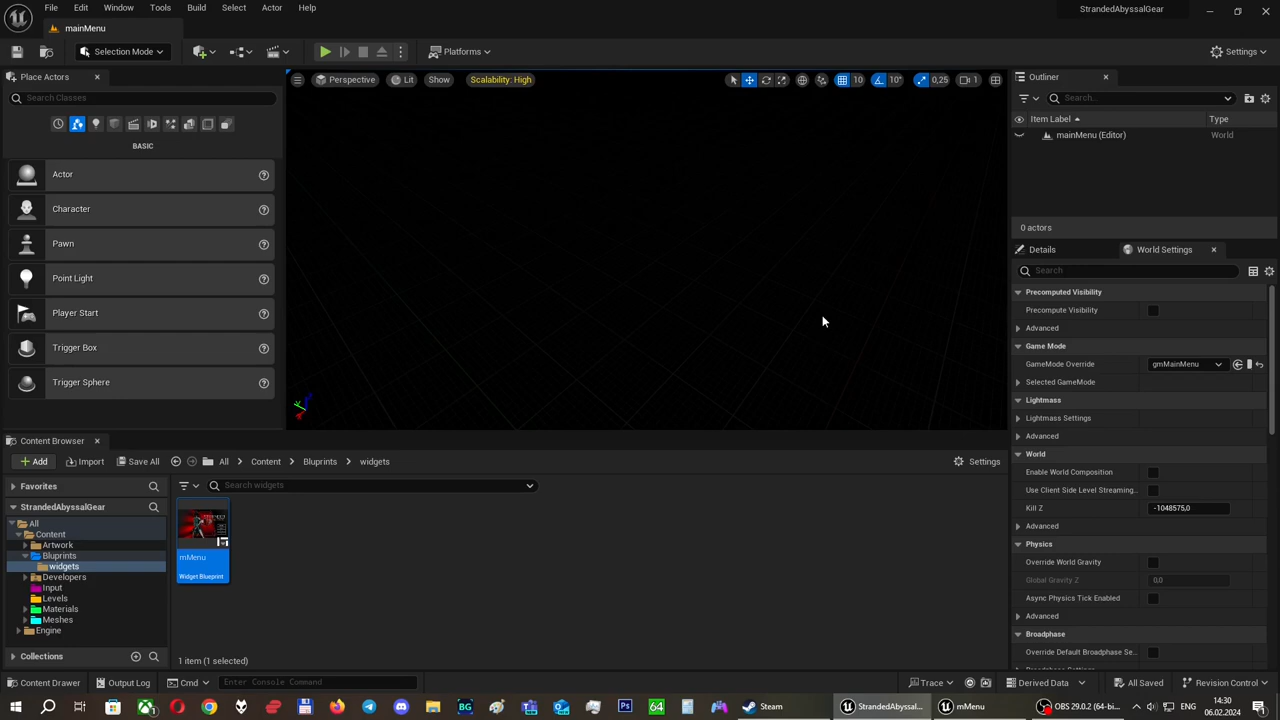 File
Edit
Window
Tools
Build
Select
Actor
Help
StrandedAbyssalGear
mainMenu
Selection Mode
Platforms
Settings
Place Actors
Search Classes
BASIC
Actor
Character
Pawn
Point Light
Player Start
Trigger Box
Trigger Sphere
Perspective
Lit
Show
Scalability: High
10
10°
0,25
1
Outliner
Search...
Item Label
Type
mainMenu (Editor)
World
0 actors
Details
World Settings
Search
Precomputed Visibility
Precompute Visibility
Advanced
Game Mode
GameMode Override
gmMainMenu
Selected GameMode
Lightmass
Lightmass Settings
Advanced
World
Enable World Composition
Use Client Side Level Streaming...
Kill Z
-1048575,0
Advanced
Physics
Override World Gravity
Global Gravity Z
0,0
Async Physics Tick Enabled
Advanced
Broadphase
Override Default Broadphase Se...
Content Browser
Add
Import
Save All
All
Content
Bluprints
widgets
Settings
Favorites
Search widgets
StrandedAbyssalGear
All
Content
Artwork
Bluprints
widgets
Developers
Input
Levels
Materials
Meshes
Engine
Collections
mMenu
Widget Blueprint
1 item (1 selected)
Content Drawer
Output Log
Cmd
Enter Console Command
Trace
Derived Data
All Saved
Revision Control
BG
64
Steam
StrandedAbyssal...
mMenu
OBS 29.0.2 (64-bi...
ENG
14:30
06.02.2024